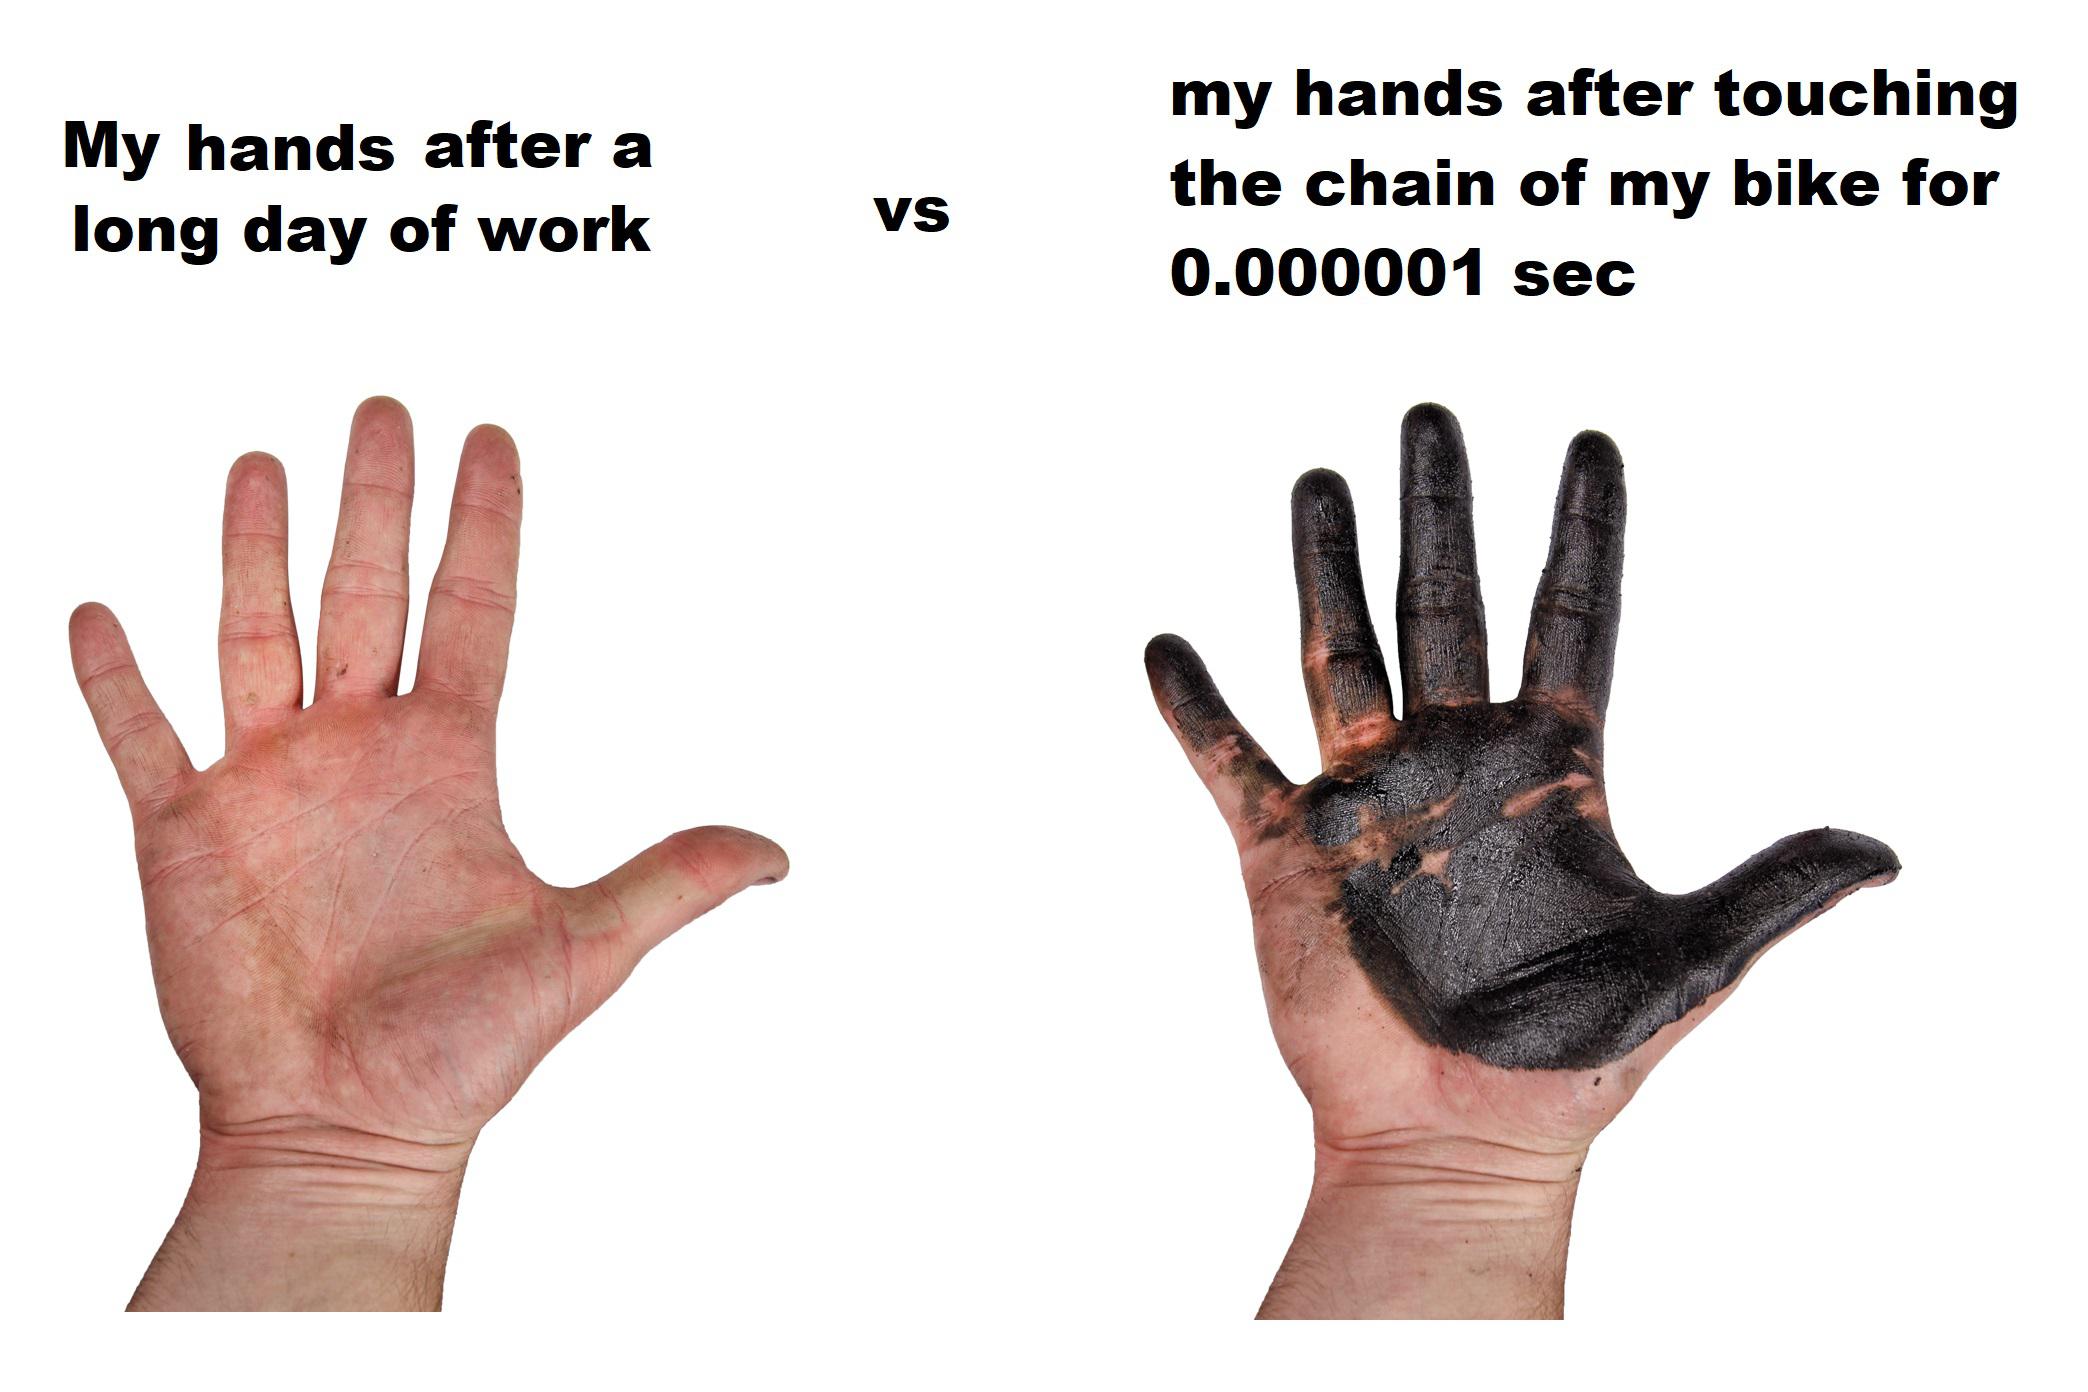 My hands after a
long day of work
vs
my hands after touching
the chain of my bike for
0.000001 sec